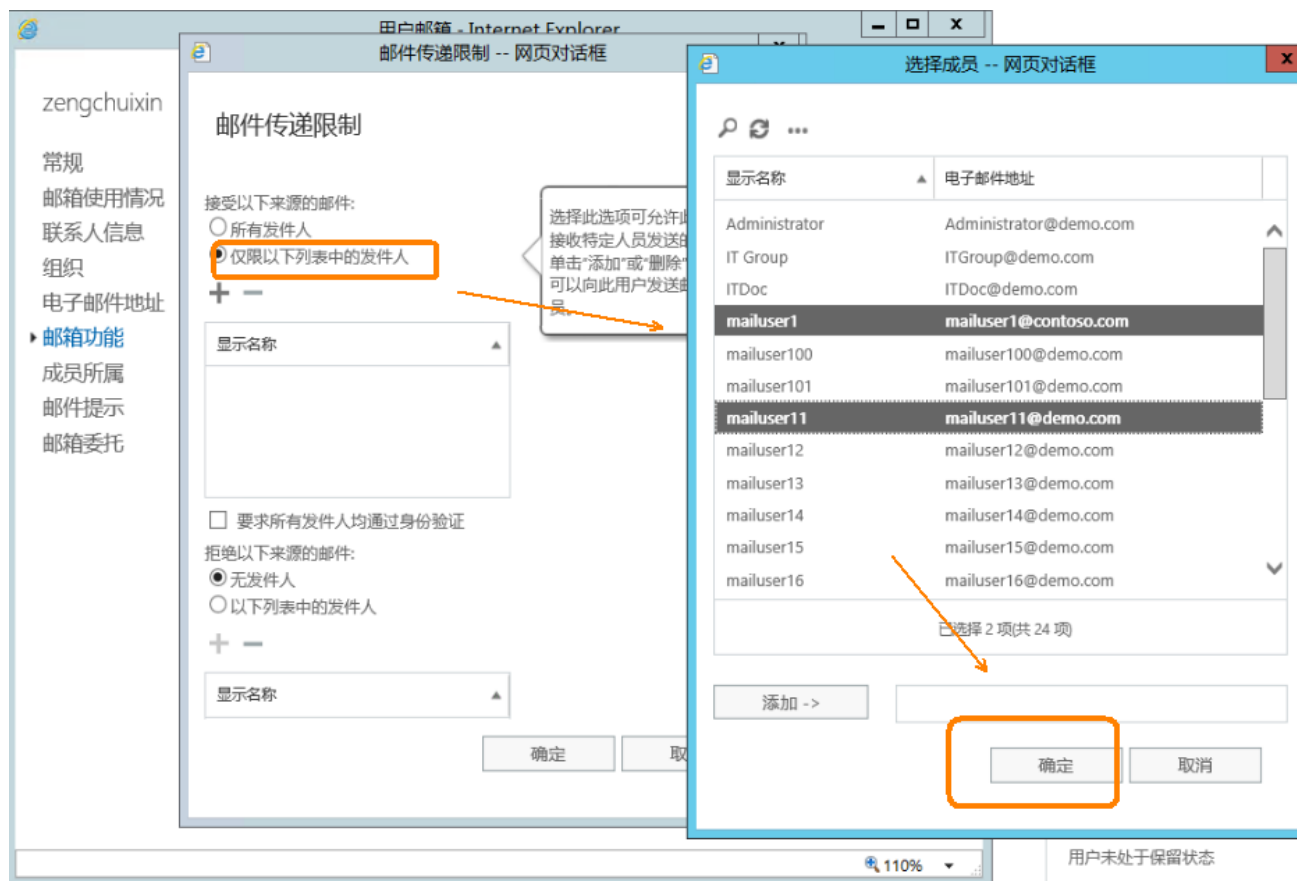 用户邮箱 - Internet Explorer
邮件传递限制 -- 网页对话框
选择成员 -- 网页对话框
zengchuixin
常规
邮箱使用情况
联系人信息
组织
电子邮件地址
邮箱功能
成员所属
邮件提示
邮箱委托
邮件传递限制
接受以下来源的邮件:
所有发件人
仅限以下列表中的发件人
显示名称
要求所有发件人均通过身份验证
拒绝以下来源的邮件:
无发件人
以下列表中的发件人
显示名称
确定
取
选择此选项可允许此
接收特定人员发送的
单击“添加”或“删除”
可以向此用户发送邮
员。
显示名称 电子邮件地址
Administrator Administrator@demo.com
IT Group ITGroup@demo.com
ITDoc ITDoc@demo.com
mailuser1 mailuser1@contoso.com
mailuser100 mailuser100@demo.com
mailuser101 mailuser101@demo.com
mailuser11 mailuser11@demo.com
mailuser12 mailuser12@demo.com
mailuser13 mailuser13@demo.com
mailuser14 mailuser14@demo.com
mailuser15 mailuser15@demo.com
mailuser16 mailuser16@demo.com
已选择 2 项(共 24 项)
添加 ->
确定 取消
110%
用户未处于保留状态